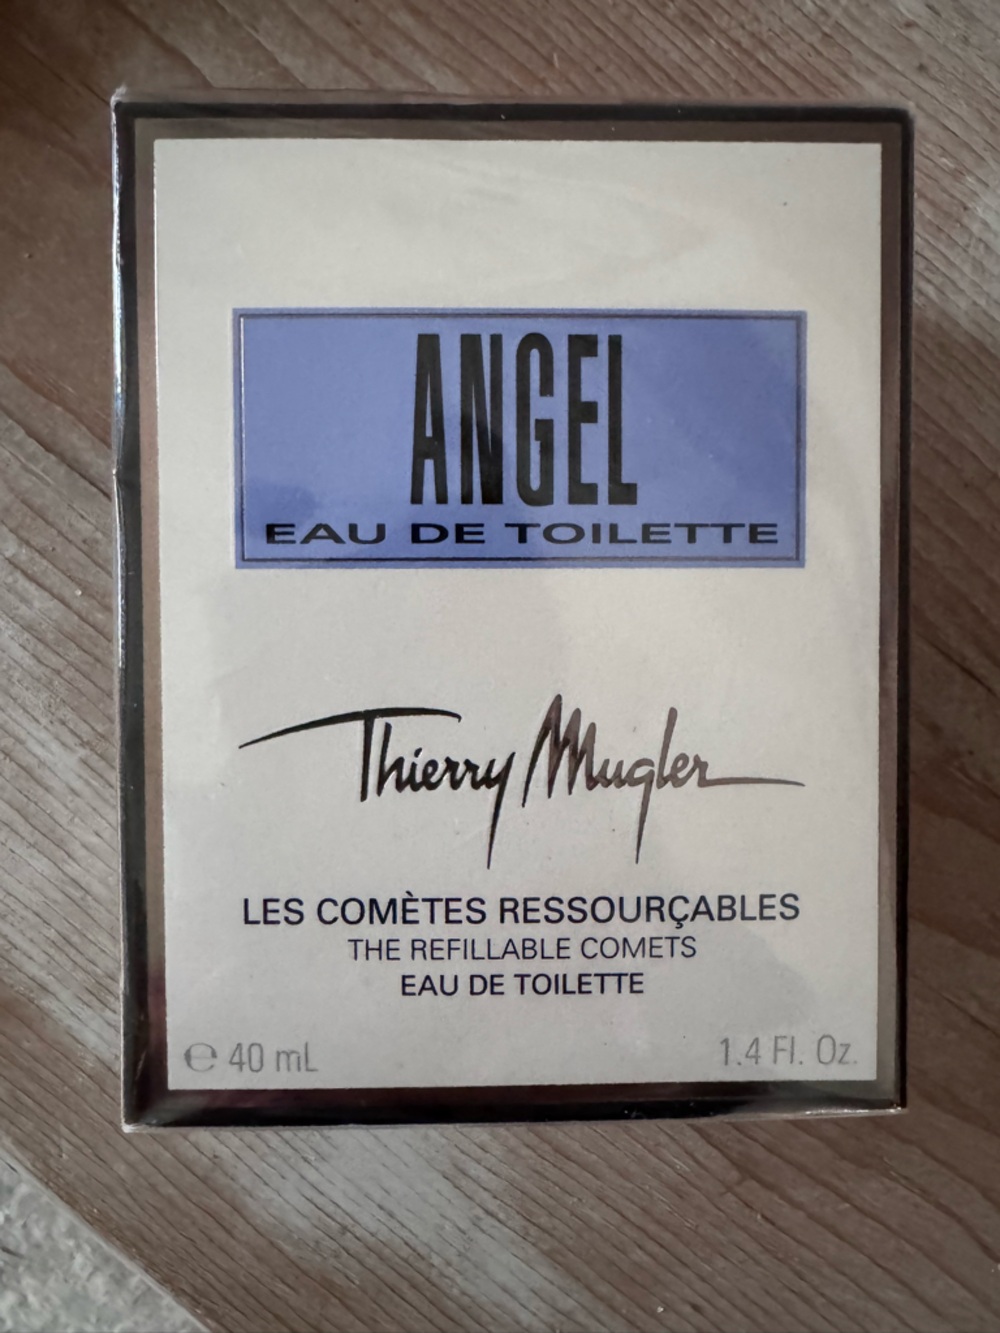 ANGEL
EAU DE TOILETTE
Thierry Mugler
LES COMÈTES RESSOURÇABLES
THE REFILLABLE COMETS
EAU DE TOILETTE
℮ 40 mL 1.4 Fl. Oz.